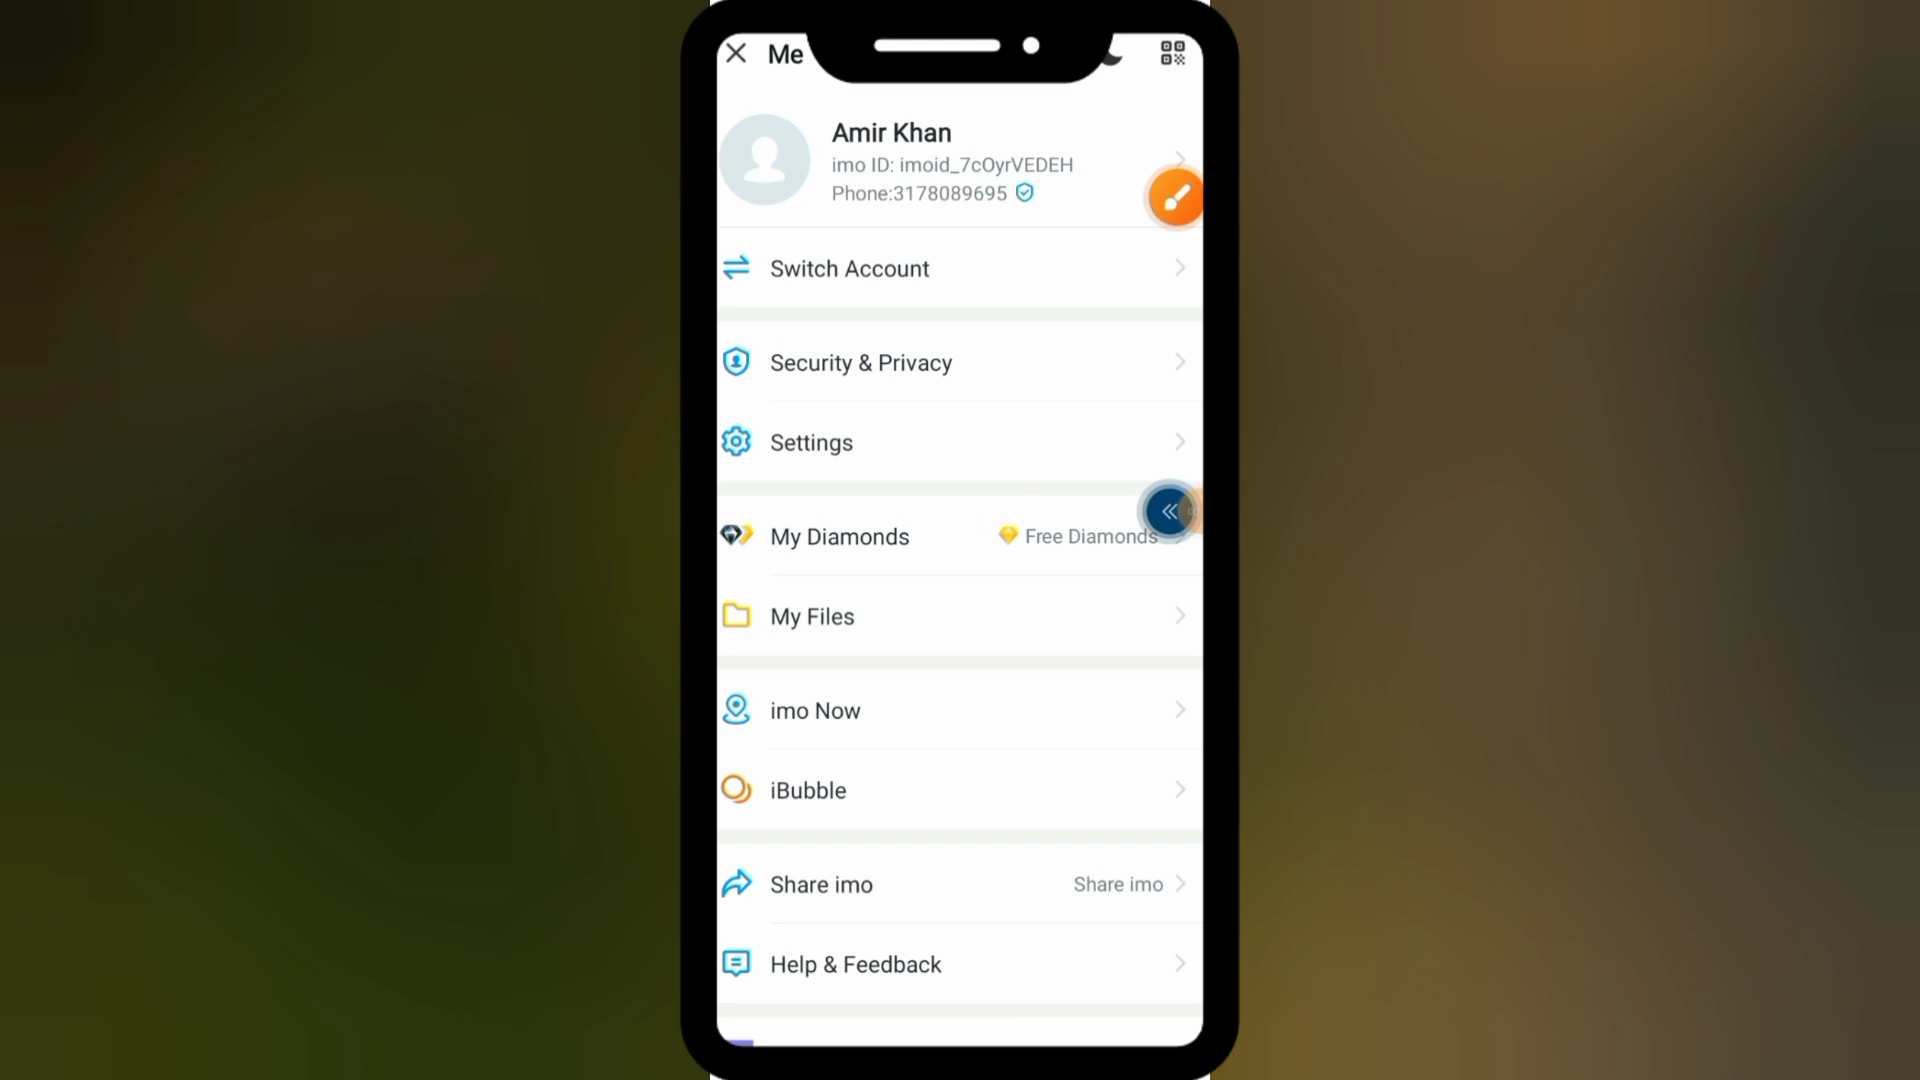 Me
Amir Khan
imo ID: imoid_7cOyrVEDEH
Phone:3178089695
Switch Account
Security & Privacy
Settings
My Diamonds Free Diamonds
My Files
imo Now
iBubble
Share imo Share imo
Help & Feedback